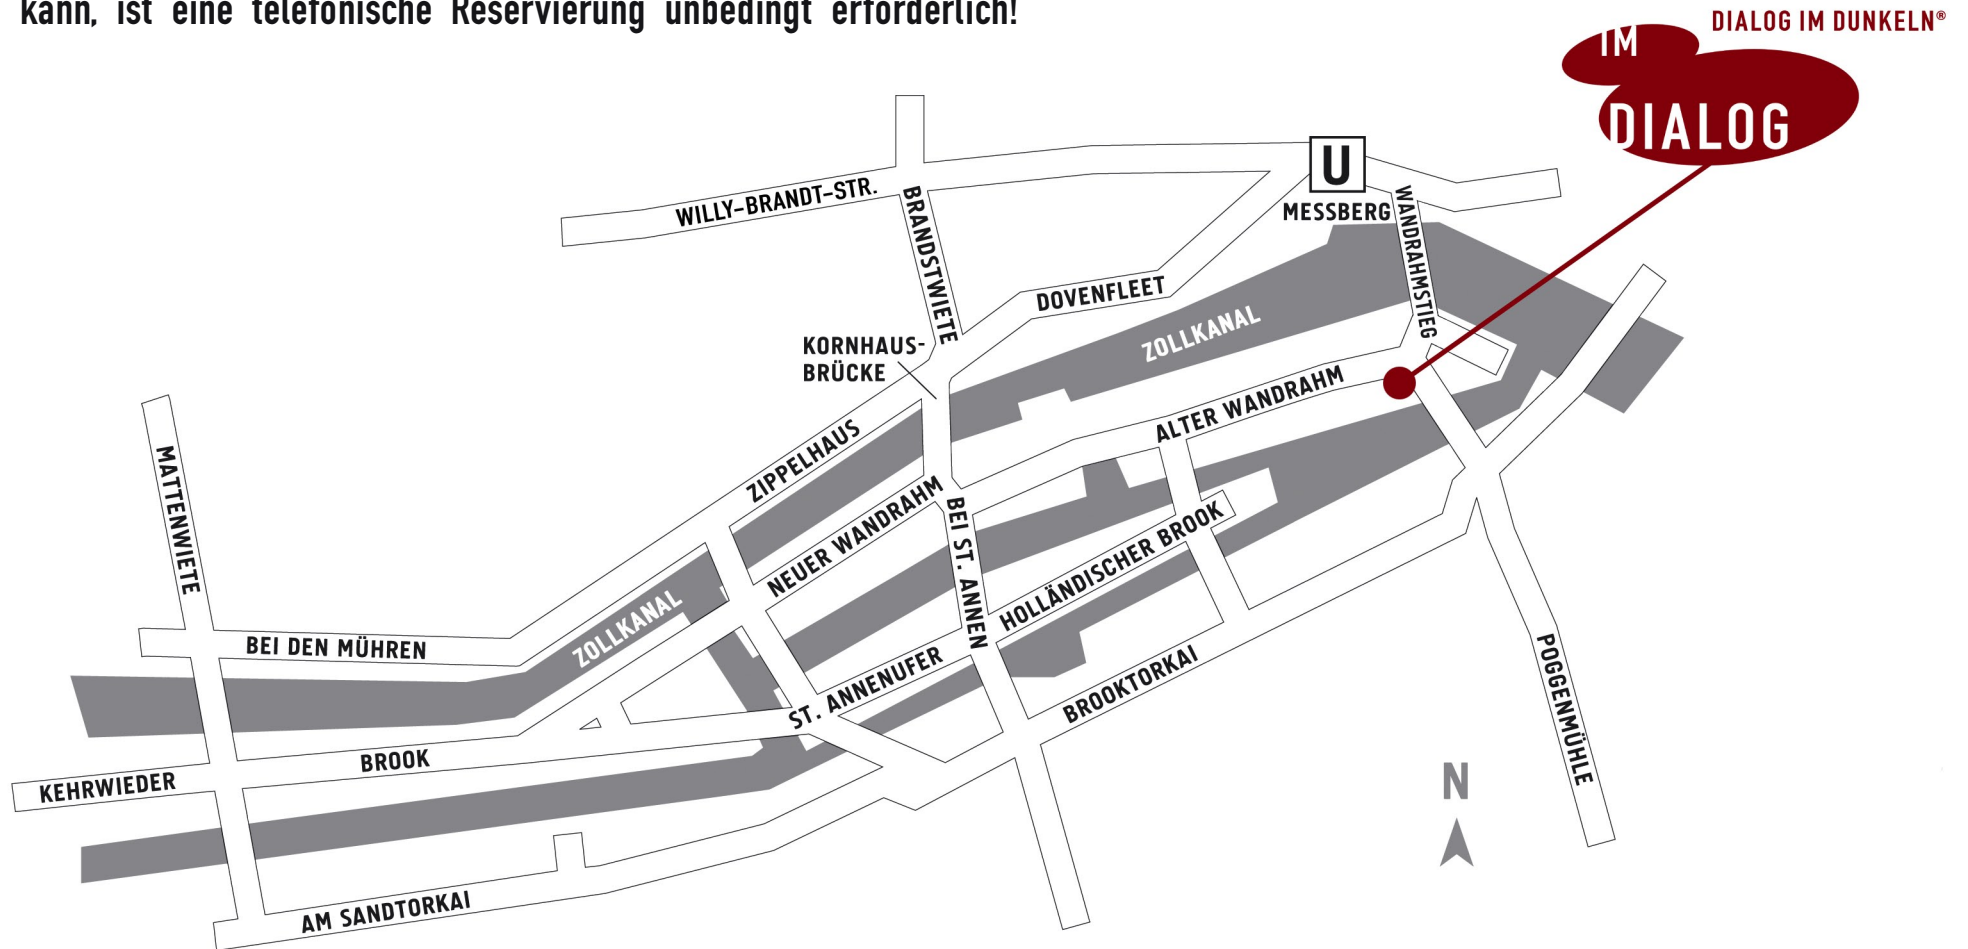 kann, ist eine telefonische Reservierung unbedingt erforderlich!
DIALOG IM DUNKELN®
IM
DIALOG
U
MESSBERG
WILLY-BRANDT-STR.
BRANDSTWIETE
WANDRAHMSTIEG
DOVENFLEET
ZOLLKANAL
KORNHAUS-
BRÜCKE
ALTER WANDRAHM
ZIPPELHAUS
MATTENWIETE
NEUER WANDRAHM
BEI ST. ANNEN
HOLLÄNDISCHER BROOK
ZOLLKANAL
BEI DEN MÜHREN
ST. ANNENUFER
BROOKTORKAI
POGGENMÜHLE
BROOK
KEHRWIEDER
N
AM SANDTORKAI